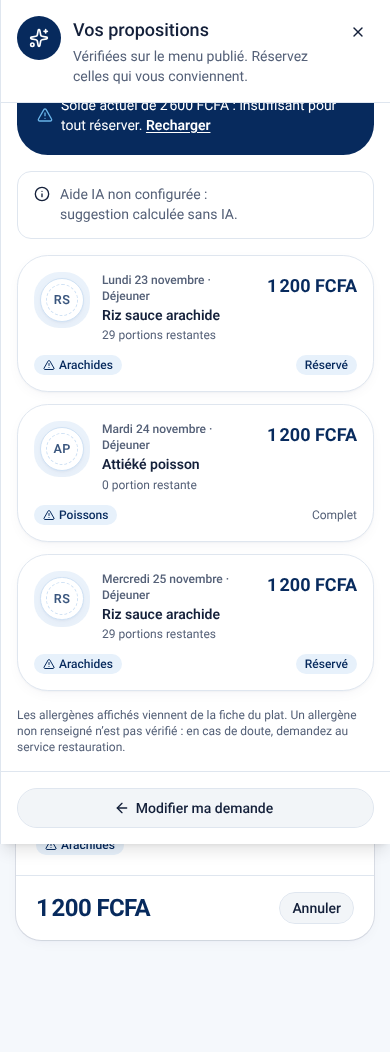 Vos propositions
Vérifiées sur le menu publié. Réservez
celles qui vous conviennent.
Solde actuel de 2 600 FCFA : insuffisant pour
tout réserver. Recharger
Aide IA non configurée :
suggestion calculée sans IA.
RS
Lundi 23 novembre ·
Déjeuner
Riz sauce arachide
29 portions restantes
1 200 FCFA
Arachides
Réservé
AP
Mardi 24 novembre ·
Déjeuner
Attiéké poisson
0 portion restante
1 200 FCFA
Poissons
Complet
RS
Mercredi 25 novembre ·
Déjeuner
Riz sauce arachide
29 portions restantes
1 200 FCFA
Arachides
Réservé
Les allergènes affichés viennent de la fiche du plat. Un allergène
non renseigné n’est pas vérifié : en cas de doute, demandez au
service restauration.
Modifier ma demande
Arachides
1 200 FCFA
Annuler